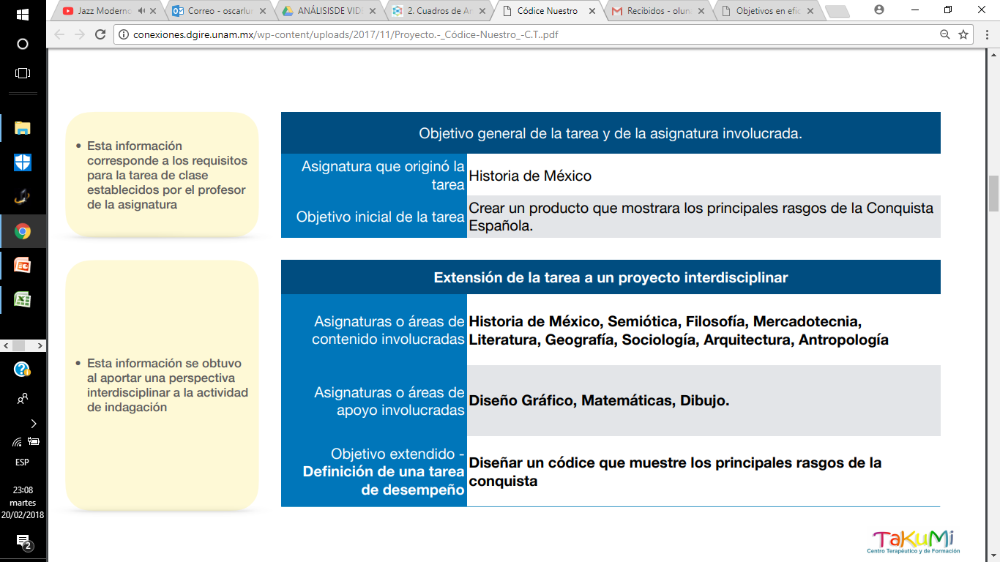 Jazz Moderno
Correo - oscarlu
ANÁLISISDE VID
2. Cuadros de An
Códice Nuestro
Recibidos - olun
Objetivos en efic
conexiones.dgire.unam.mx/wp-content/uploads/2017/11/Proyecto.-_Códice-Nuestro_-C.T..pdf
• Esta información
corresponde a los requisitos
para la tarea de clase
establecidos por el profesor
de la asignatura
Objetivo general de la tarea y de la asignatura involucrada.
Asignatura que originó la
tarea
Historia de México
Objetivo inicial de la tarea
Crear un producto que mostrara los principales rasgos de la Conquista
Española.
• Esta información se obtuvo
al aportar una perspectiva
interdisciplinar a la actividad
de indagación
Extensión de la tarea a un proyecto interdisciplinar
Asignaturas o áreas de
contenido involucradas
Historia de México, Semiótica, Filosofía, Mercadotecnia,
Literatura, Geografía, Sociología, Arquitectura, Antropología
Asignaturas o áreas de
apoyo involucradas
Diseño Gráfico, Matemáticas, Dibujo.
Objetivo extendido -
Definición de una tarea
de desempeño
Diseñar un códice que muestre los principales rasgos de la
conquista
TaKuMi
Centro Terapéutico y de Formación
ESP
23:08
martes
20/02/2018
2